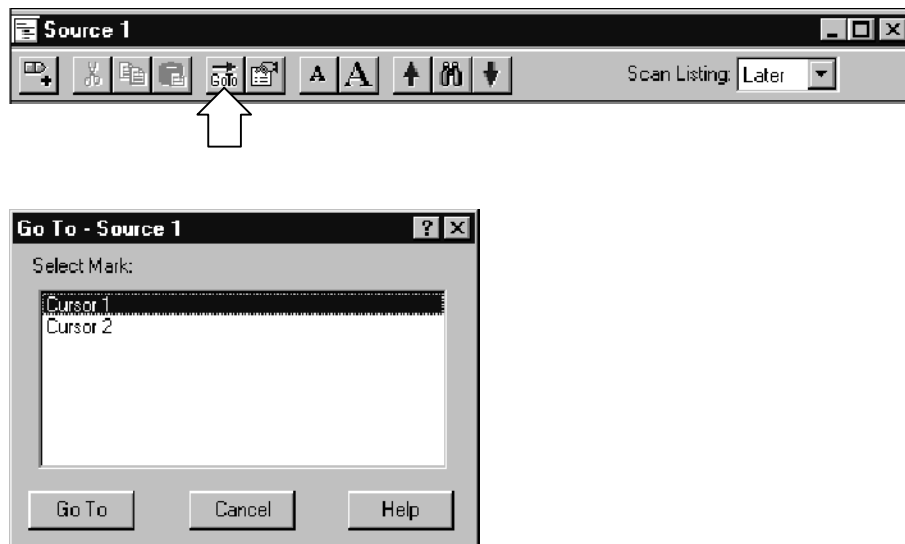 Source 1
GoTo A A Scan Listing: Later
Go To - Source 1
Select Mark:
Cursor 1
Cursor 2
Go To Cancel Help